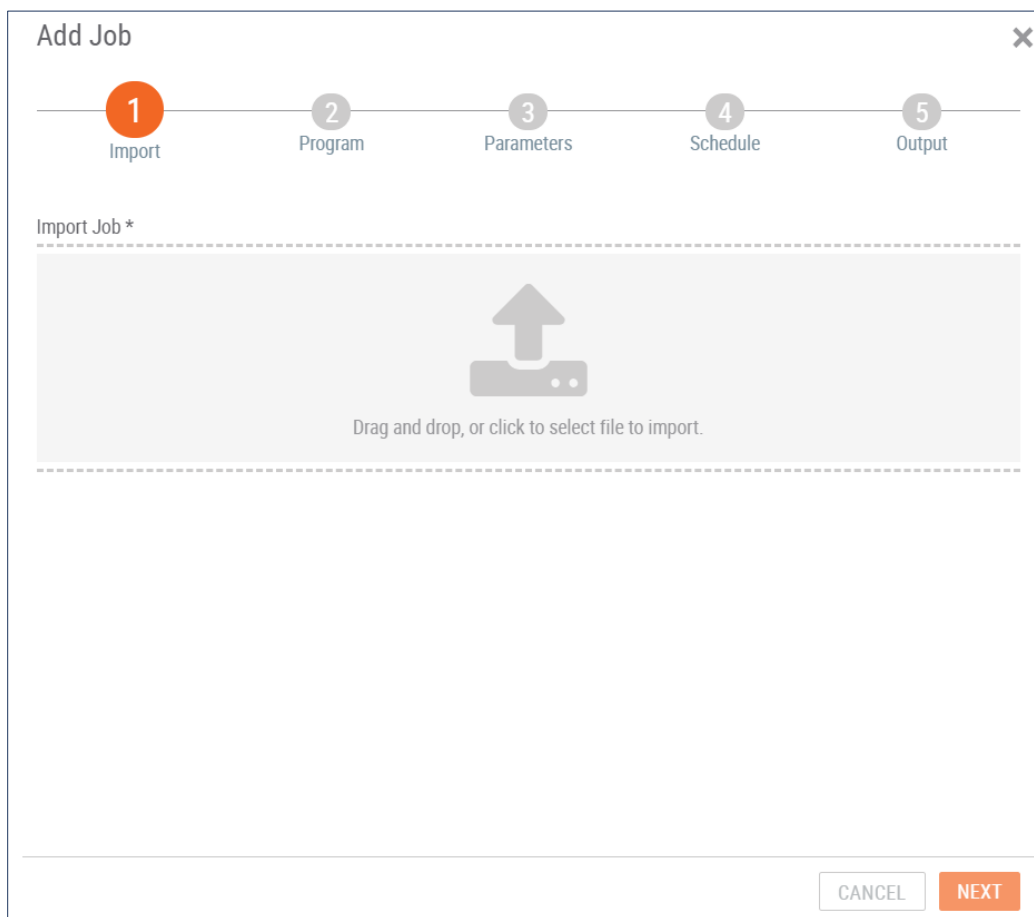 Add Job
1
2
3
4
5
Import
Program
Parameters
Schedule
Output
Import Job *
Drag and drop, or click to select file to import.
CANCEL
NEXT